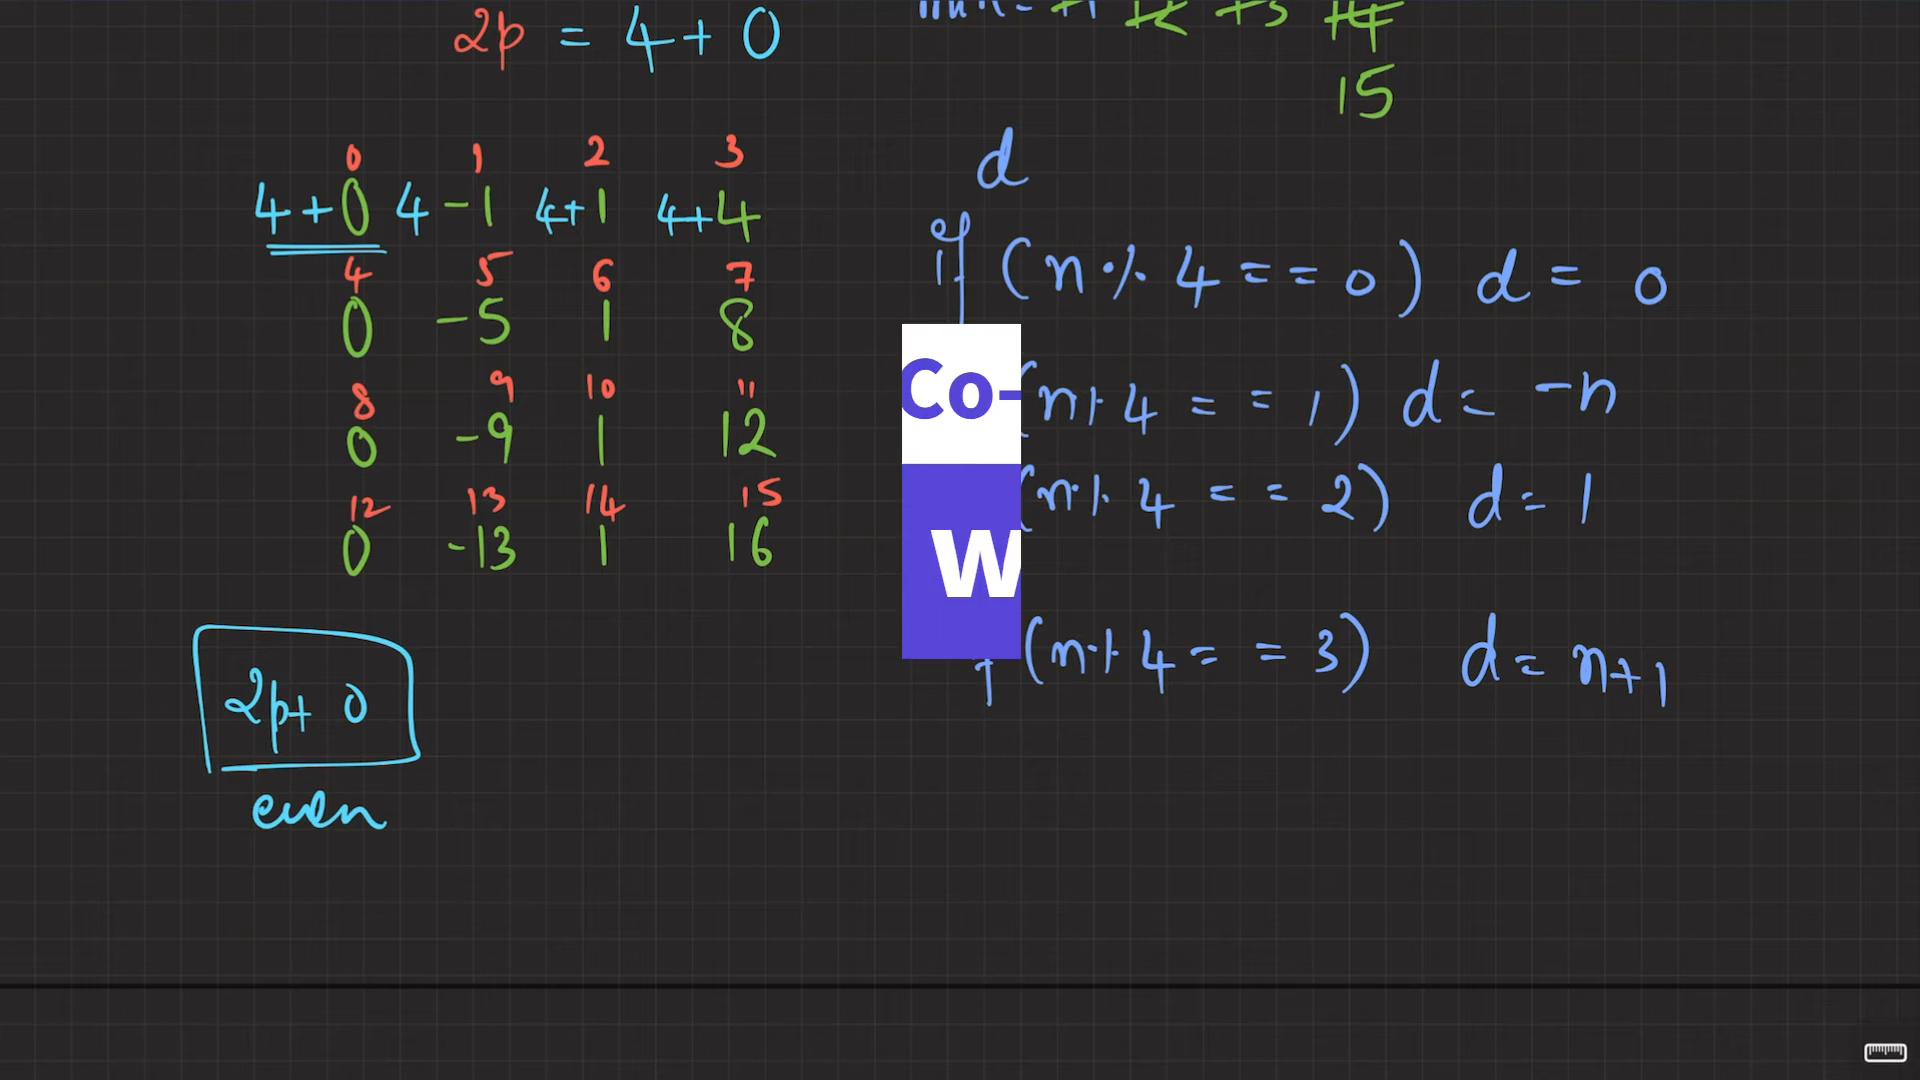 2p = 4 + 0
15
0 1 2 3
4+0 4-1 4+1 4+4
4 5 6 7
0 -5 1 8
8 9 10 11
0 -9 1 12
12 13 14 15
0 -13 1 16
2p+ 0
even
d
if (n % 4 == 0) d = 0
(n % 4 == 1) d = -n
(n % 4 == 2) d = 1
(n % 4 == 3) d = n+1
Co-
W